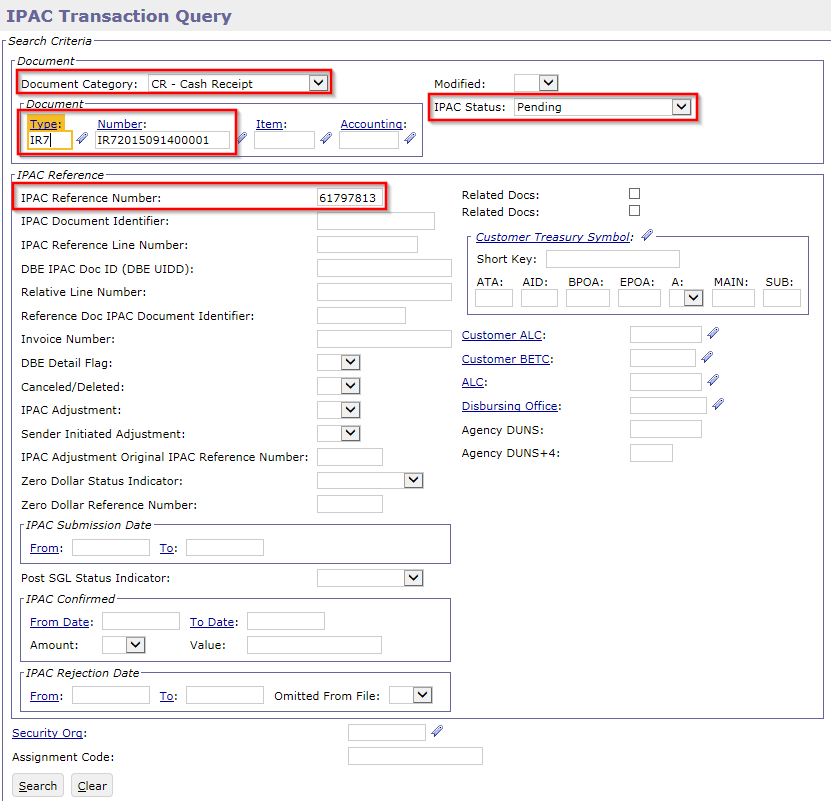 IPAC Transaction Query
Search Criteria
Document
Document Category: CR - Cash Receipt
Modified:
Document
IPAC Status: Pending
Type: Number: Item: Accounting:
IR7 IR72015091400001
IPAC Reference
IPAC Reference Number: 61797813
IPAC Document Identifier:
IPAC Reference Line Number:
DBE IPAC Doc ID (DBE UIDD):
Relative Line Number:
Reference Doc IPAC Document Identifier:
Invoice Number:
DBE Detail Flag:
Canceled/Deleted:
IPAC Adjustment:
Sender Initiated Adjustment:
IPAC Adjustment Original IPAC Reference Number:
Zero Dollar Status Indicator:
Zero Dollar Reference Number:
Related Docs:
Related Docs:
Customer Treasury Symbol:
Short Key:
ATA: AID: BPOA: EPOA: A: MAIN: SUB:
Customer ALC:
Customer BETC:
ALC:
Disbursing Office:
Agency DUNS:
Agency DUNS+4:
IPAC Submission Date
From: To:
Post SGL Status Indicator:
IPAC Confirmed
From Date: To Date:
Amount: Value:
IPAC Rejection Date
From: To: Omitted From File:
Security Org:
Assignment Code:
Search Clear